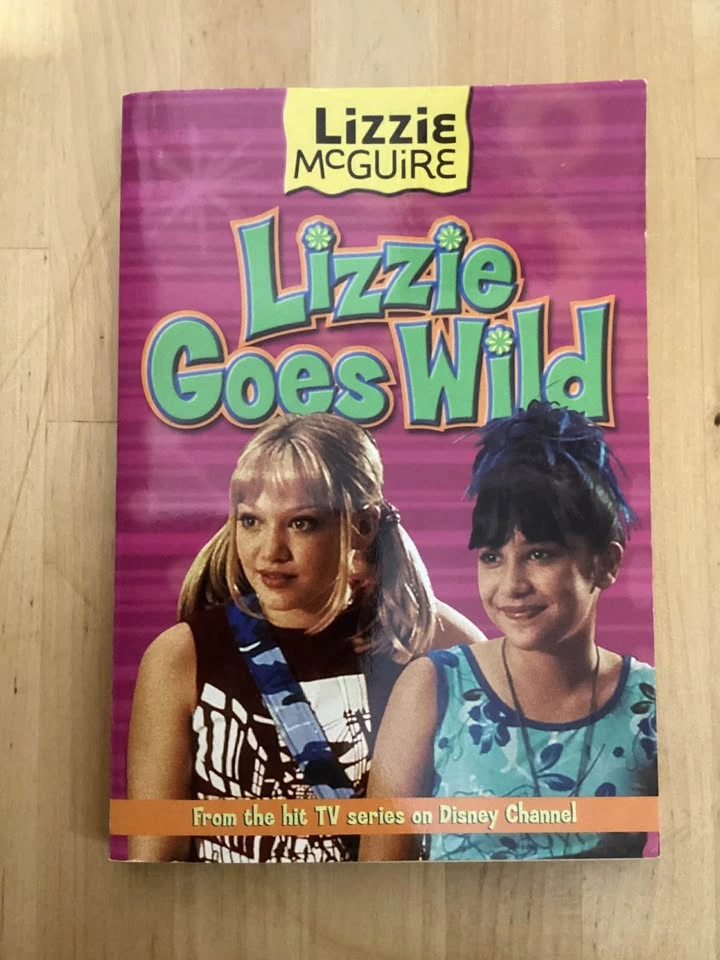 Lizzie
McGUiRE
Lizzie
Goes Wild
From the hit TV series on Disney Channel